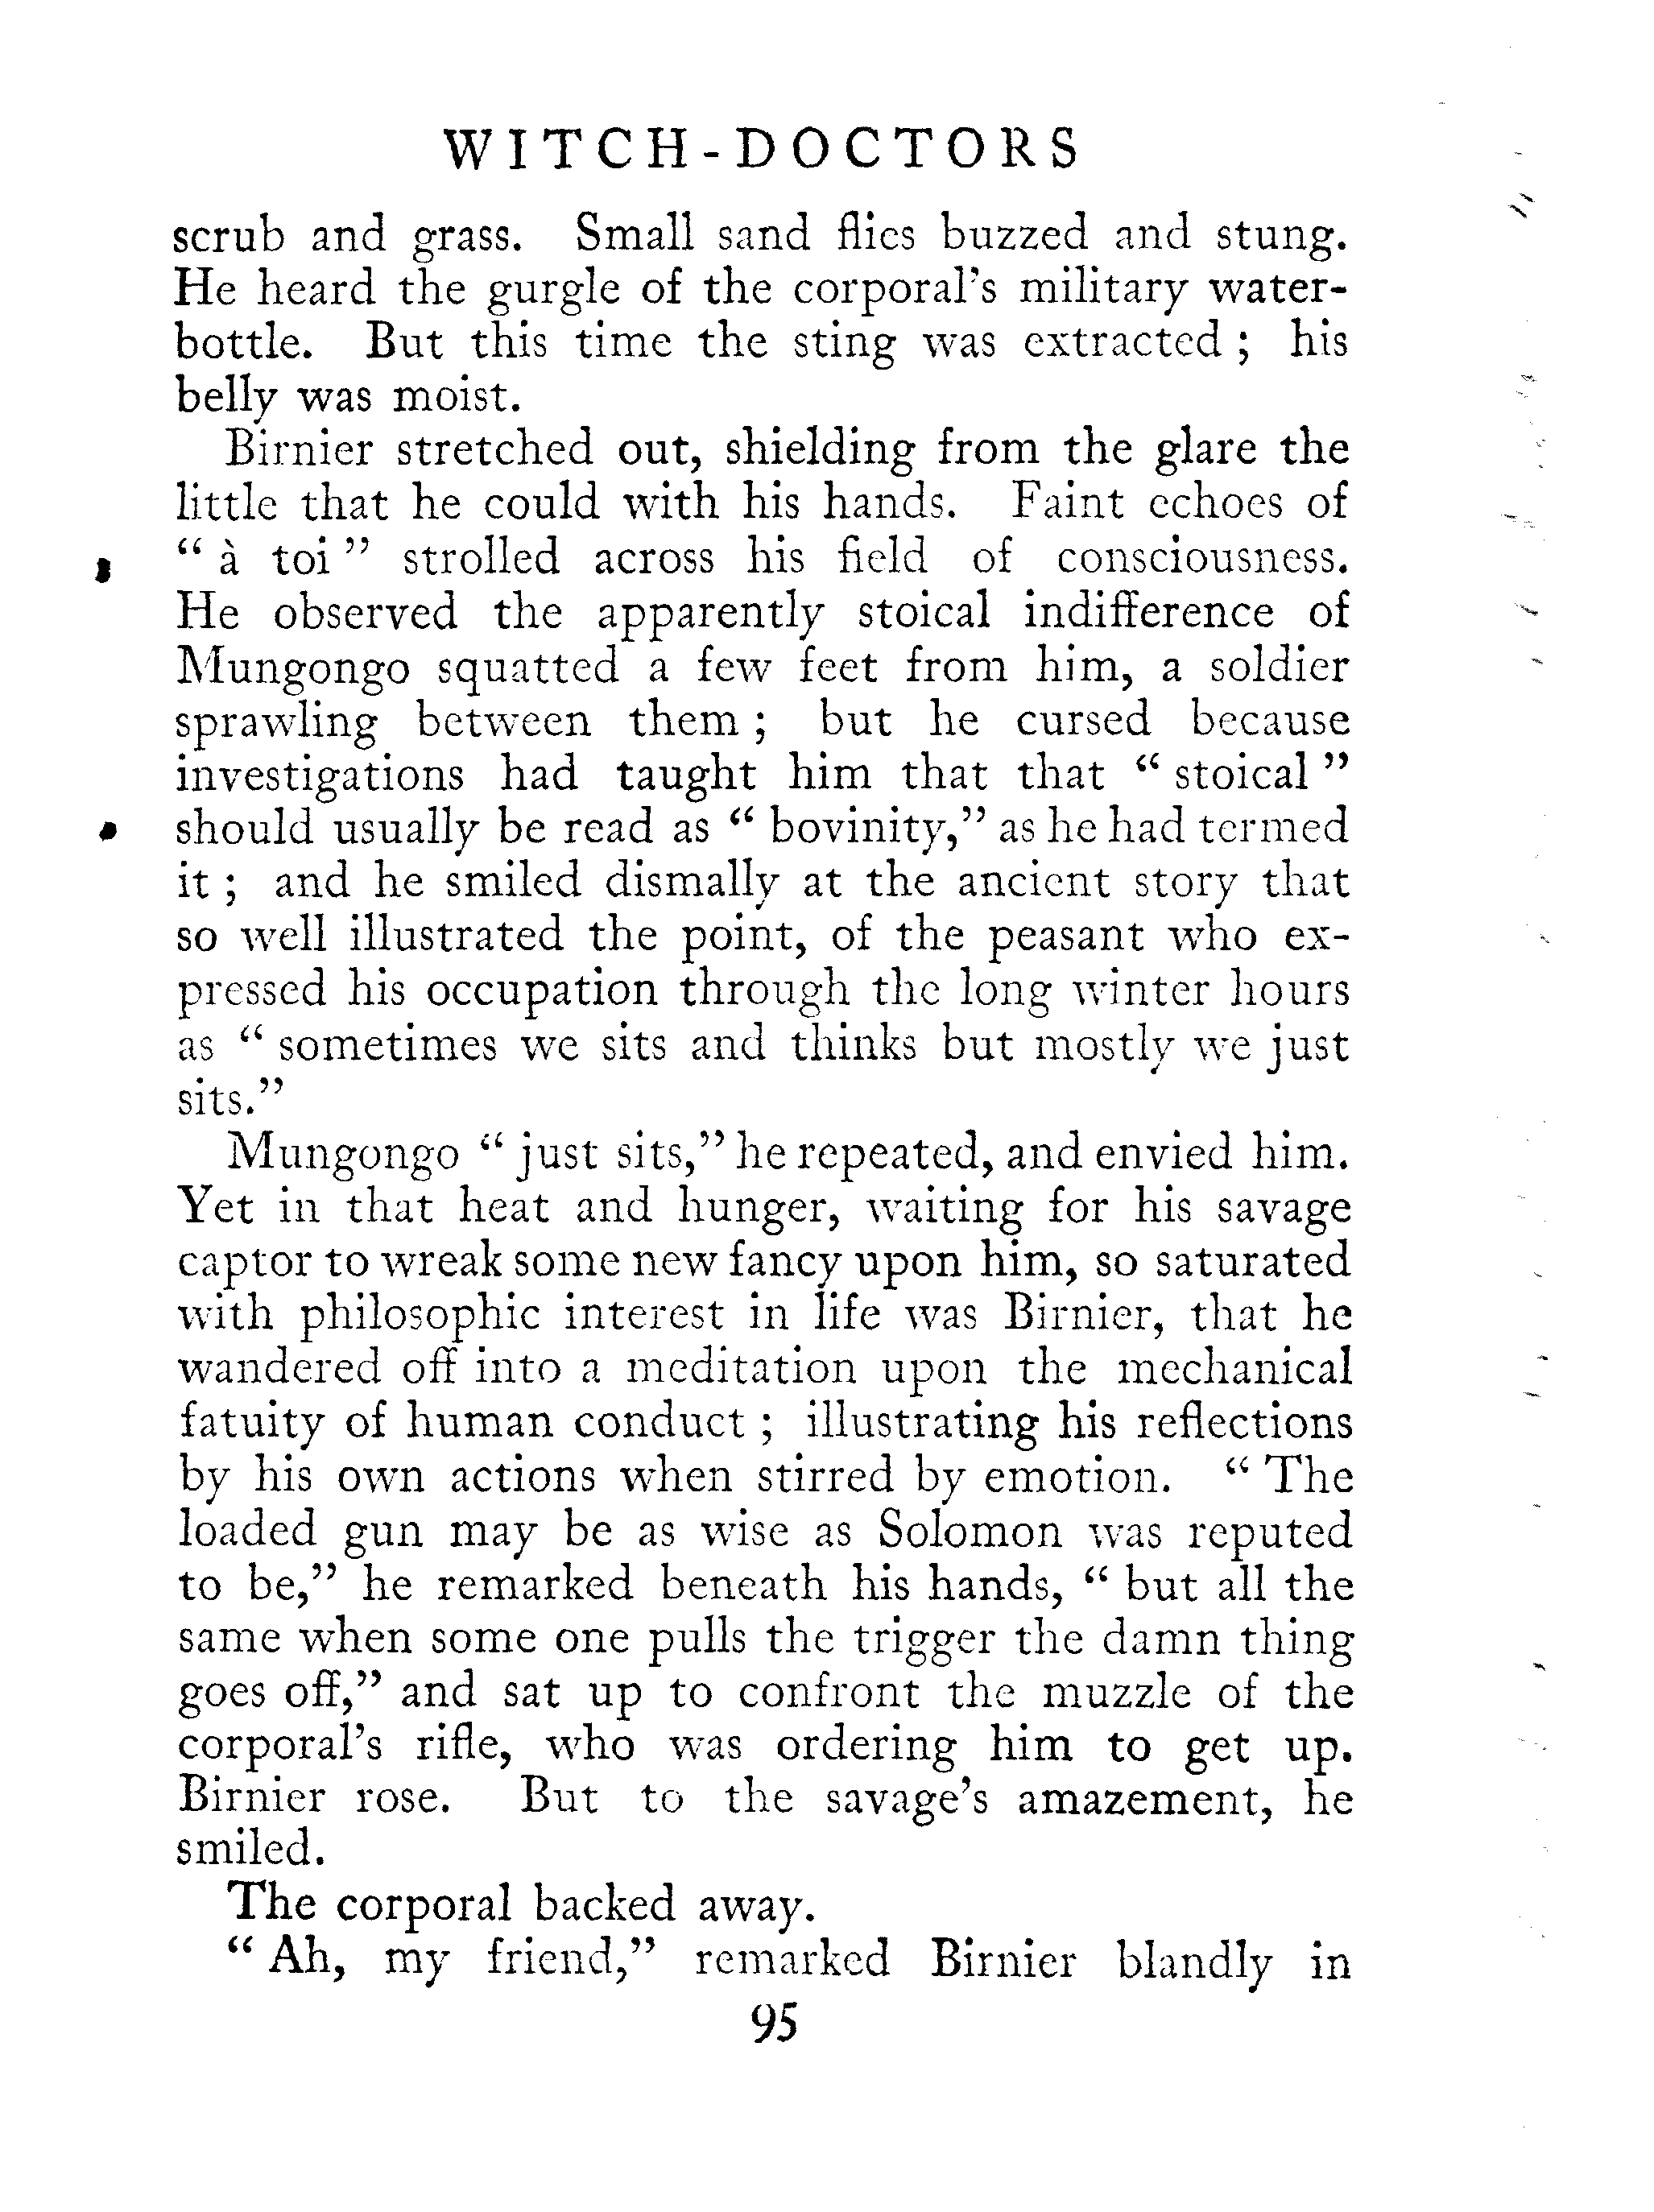 WITCH-DOCTORS
scrub and grass. Small sand flies buzzed and stung.
He heard the gurgle of the corporal's military water-
bottle. But this time the sting was extracted ; his
belly was moist.
Birnier stretched out, shielding from the glare the
little that he could with his hands. Faint echoes of
“ à toi ” strolled across his field of consciousness.
He observed the apparently stoical indifference of
Mungongo squatted a few feet from him, a soldier
sprawling between them ; but he cursed because
investigations had taught him that that “ stoical ”
should usually be read as “ bovinity,” as he had termed
it ; and he smiled dismally at the ancient story that
so well illustrated the point, of the peasant who ex-
pressed his occupation through the long winter hours
as “ sometimes we sits and thinks but mostly we just
sits.”
Mungongo “ just sits,” he repeated, and envied him.
Yet in that heat and hunger, waiting for his savage
captor to wreak some new fancy upon him, so saturated
with philosophic interest in life was Birnier, that he
wandered off into a meditation upon the mechanical
fatuity of human conduct ; illustrating his reflections
by his own actions when stirred by emotion. “ The
loaded gun may be as wise as Solomon was reputed
to be,” he remarked beneath his hands, “ but all the
same when some one pulls the trigger the damn thing
goes off,” and sat up to confront the muzzle of the
corporal's rifle, who was ordering him to get up.
Birnier rose. But to the savage's amazement, he
smiled.
The corporal backed away.
“ Ah, my friend,” remarked Birnier blandly in
95